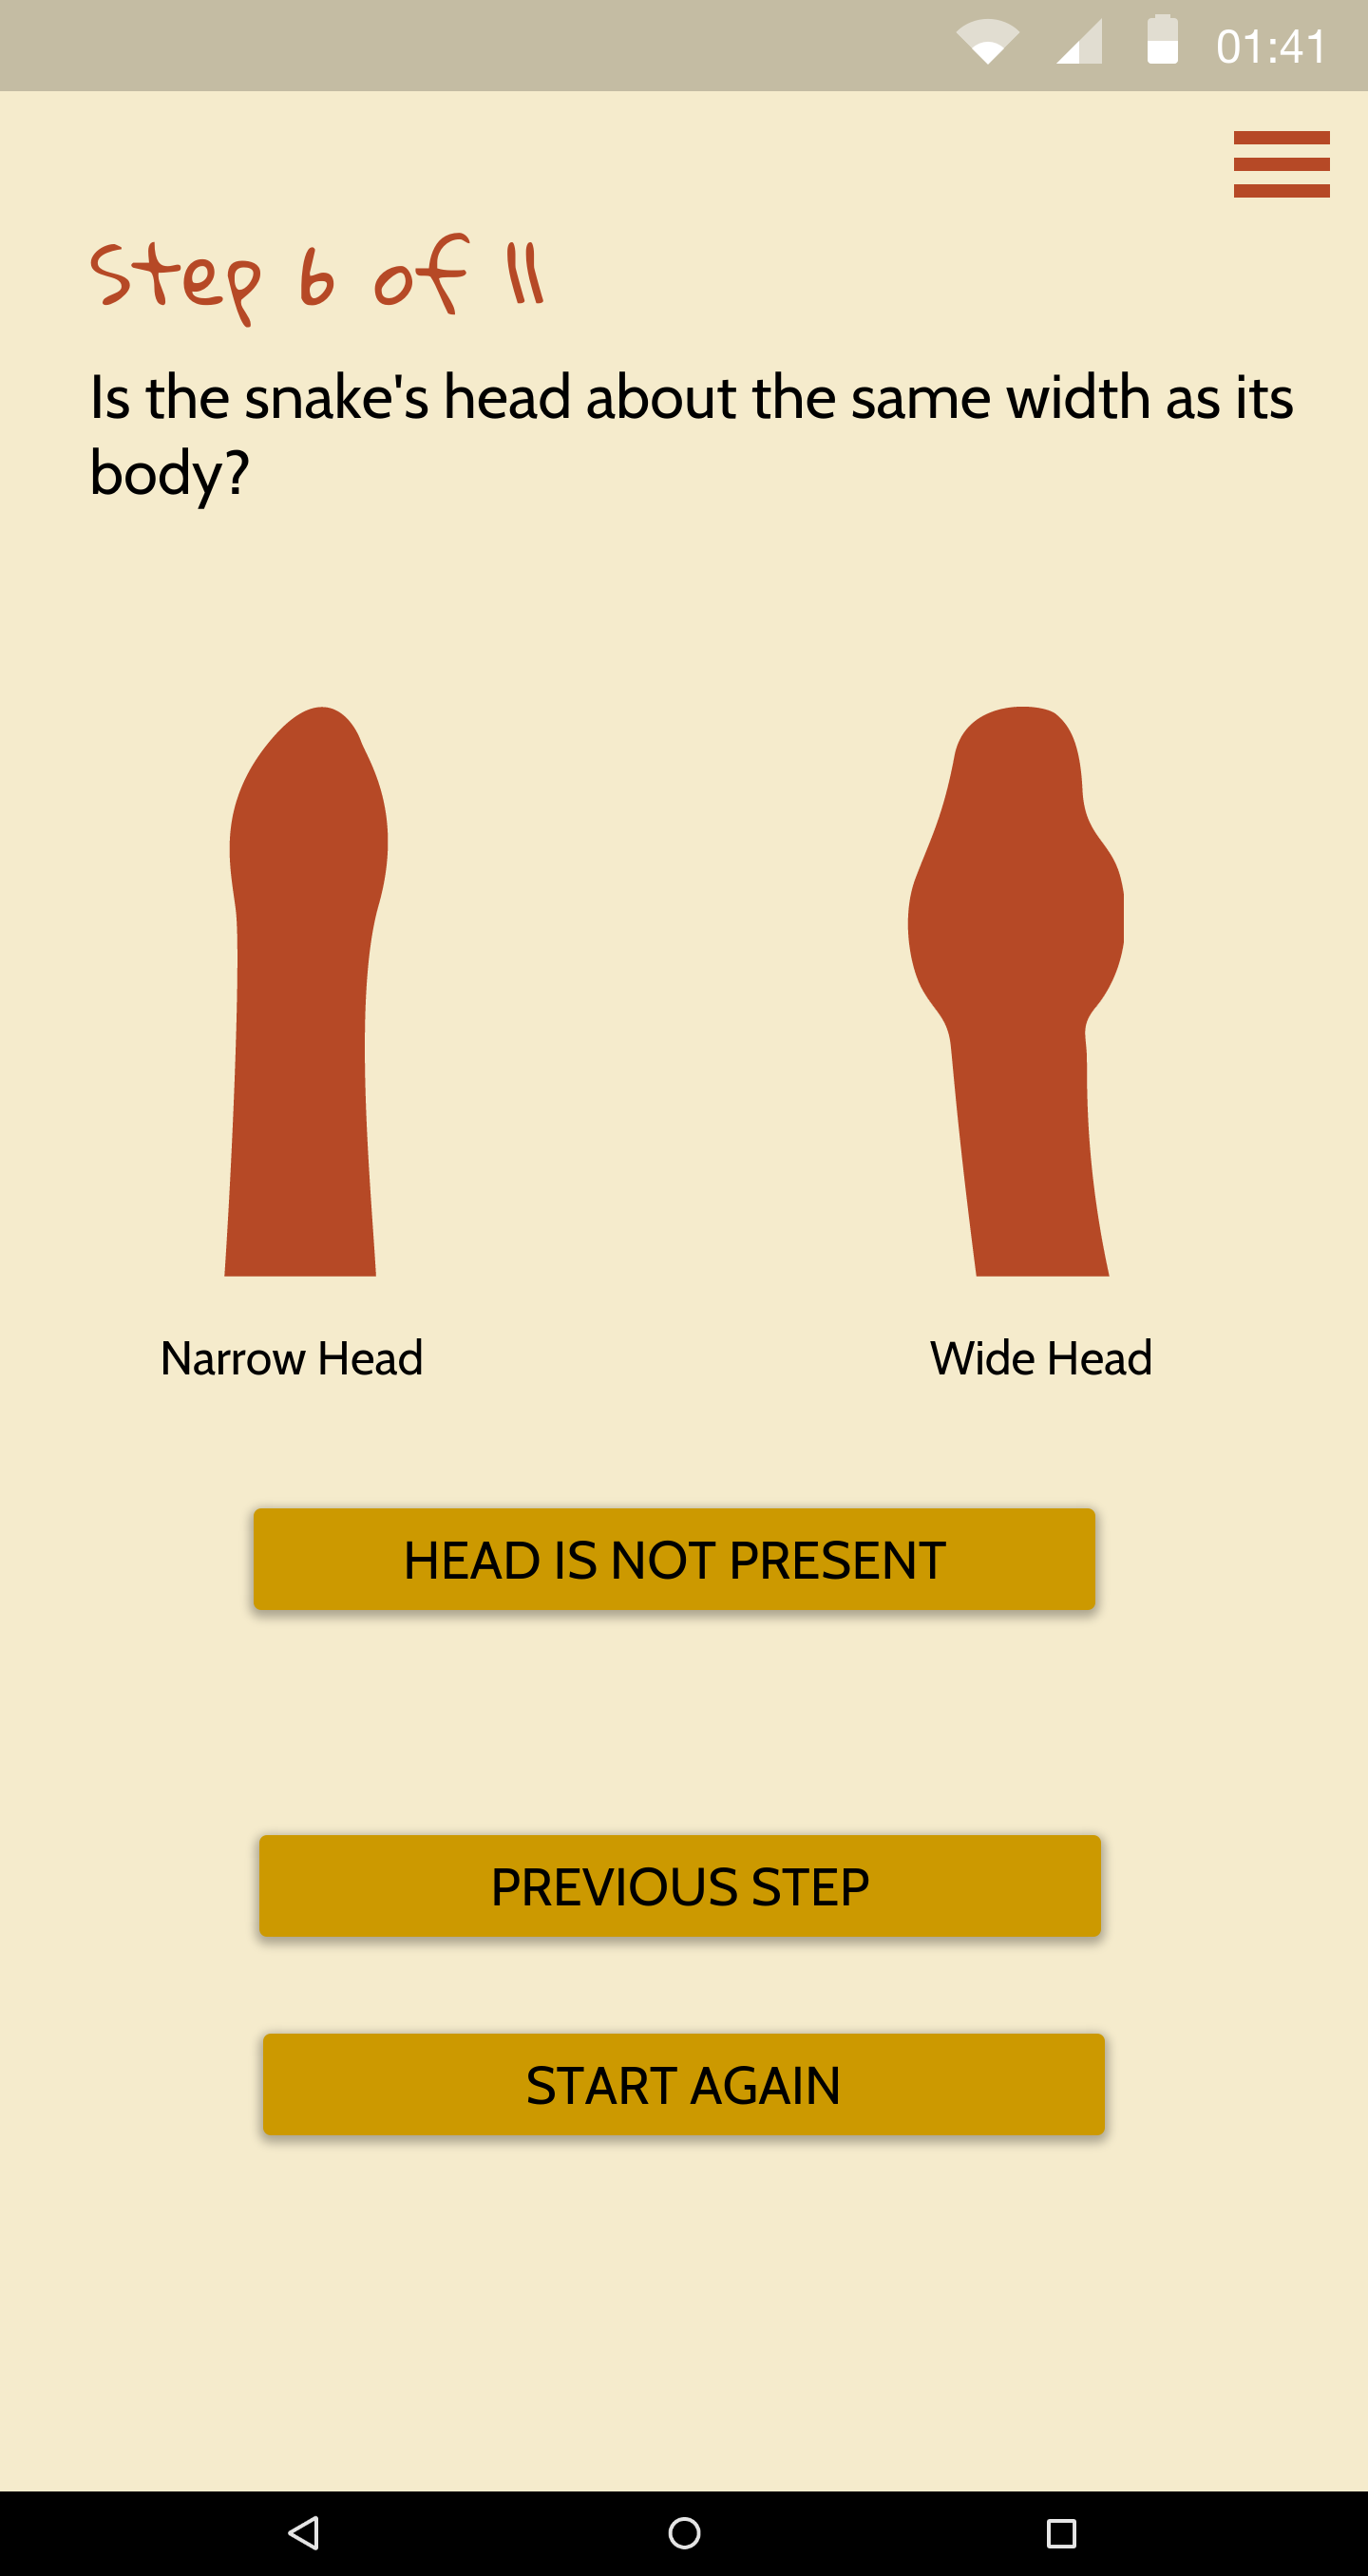 01:41
Step 6 of 11
Is the snake's head about the same width as its
body?
Narrow Head
Wide Head
HEAD IS NOT PRESENT
PREVIOUS STEP
START AGAIN